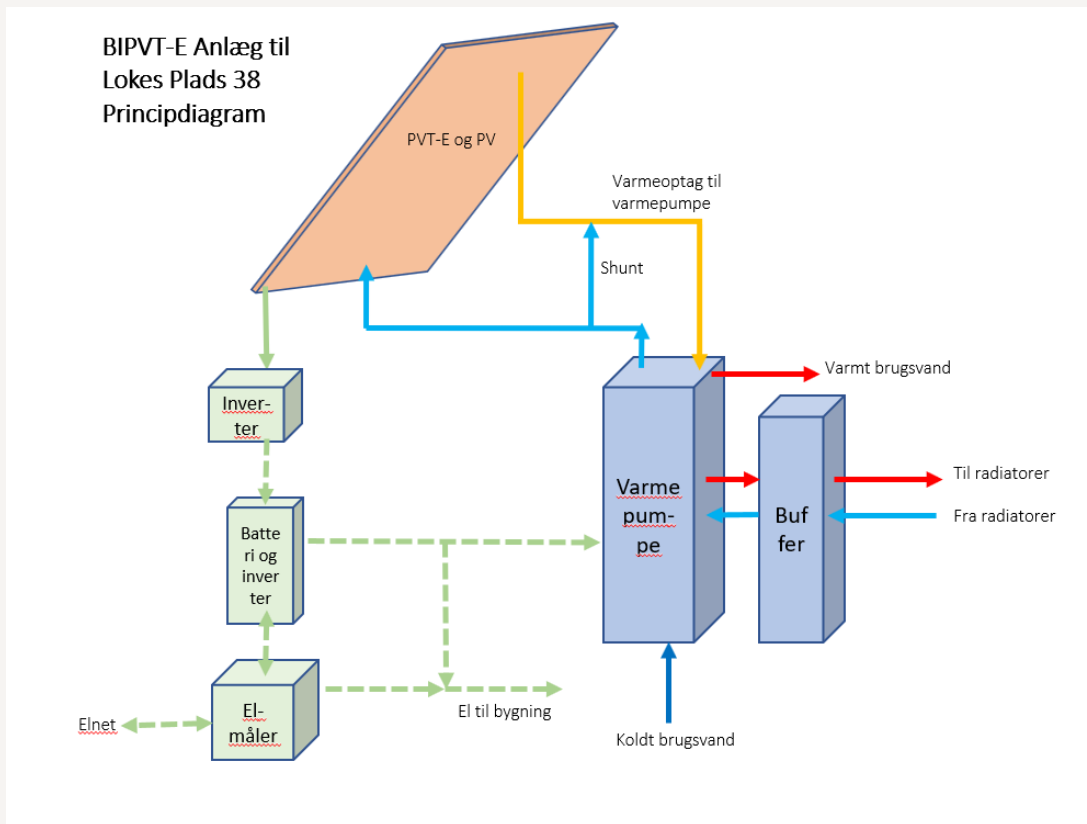 BIPVT-E Anlæg til
Lokes Plads 38
Principdiagram
PVT-E og PV
Varmeoptag til
varmepumpe
Shunt
Varmt brugsvand
Inver-
ter
Til radiatorer
Varme
pum-
pe
Buf
fer
Fra radiatorer
Batte
ri og
inver
ter
El til bygning
Elnet
El-
måler
Koldt brugsvand